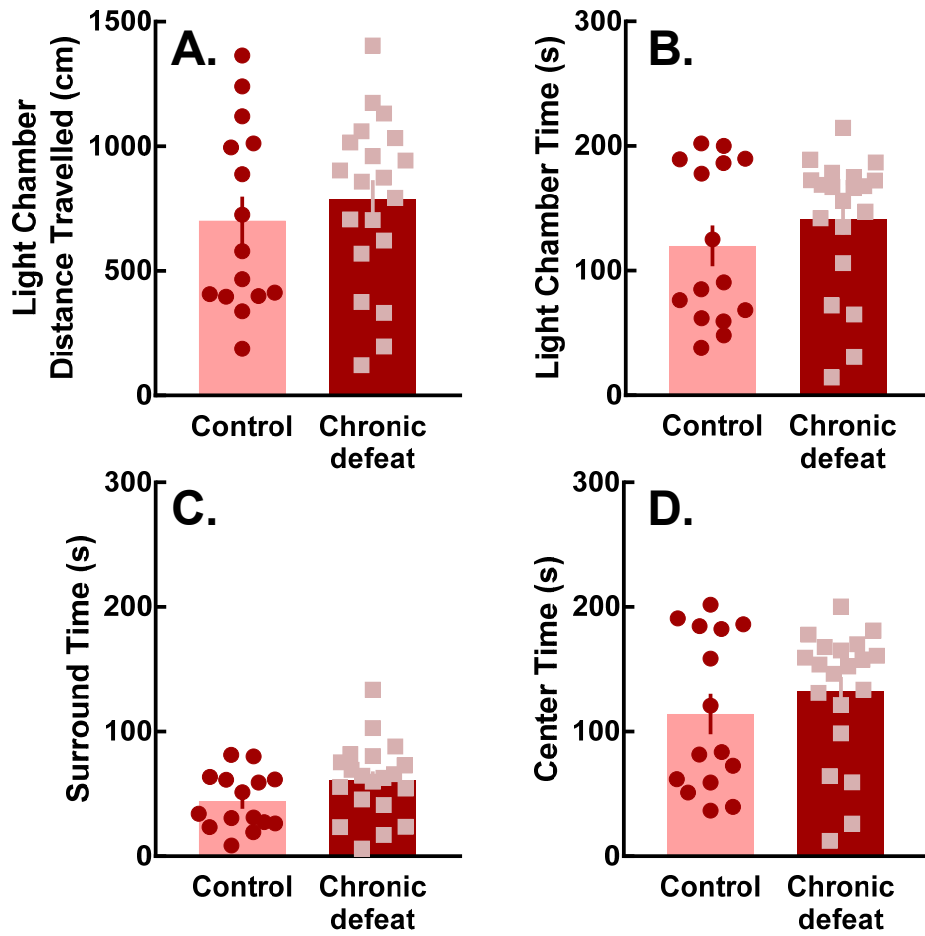 A.
Light Chamber
Distance Travelled (cm)
1500
1000
500
0
Control
Chronic
defeat
B.
Light Chamber Time (s)
300
200
100
0
Control
Chronic
defeat
C.
Surround Time (s)
300
200
100
0
Control
Chronic
defeat
D.
Center Time (s)
300
200
100
0
Control
Chronic
defeat